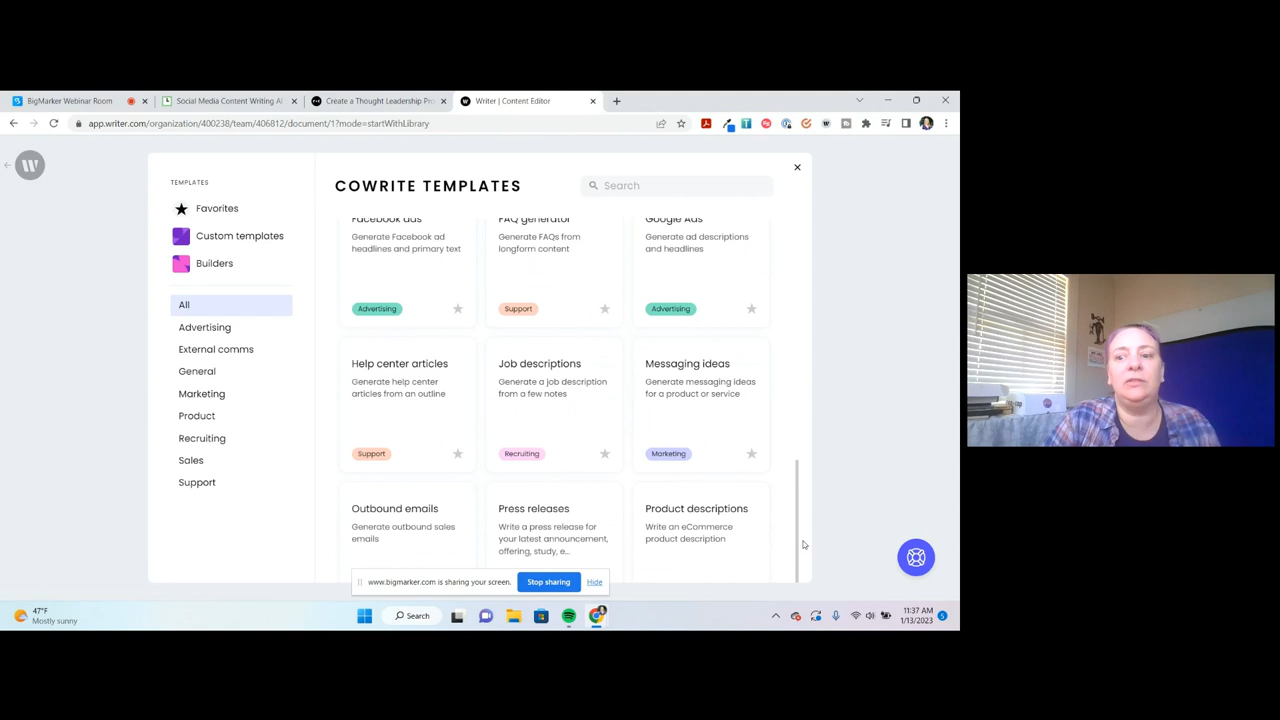 BigMarker Webinar Room
Social Media Content Writing AI
Create a Thought Leadership Pro
Writer | Content Editor
app.writer.com/organization/400238/team/406812/document/1?mode=startWithLibrary
W
TEMPLATES
Favorites
Custom templates
Builders
All
Advertising
External comms
General
Marketing
Product
Recruiting
Sales
Support
COWRITE TEMPLATES
Search
Facebook ads
Generate Facebook ad
headlines and primary text
Advertising
FAQ generator
Generate FAQs from
longform content
Support
Google Ads
Generate ad descriptions
and headlines
Advertising
Help center articles
Generate help center
articles from an outline
Support
Job descriptions
Generate a job description
from a few notes
Recruiting
Messaging ideas
Generate messaging ideas
for a product or service
Marketing
Outbound emails
Generate outbound sales
emails
Press releases
Write a press release for
your latest announcement,
offering, study, e...
Product descriptions
Write an eCommerce
product description
www.bigmarker.com is sharing your screen.
Stop sharing
Hide
47°F
Mostly sunny
Search
11:37 AM
1/13/2023
5